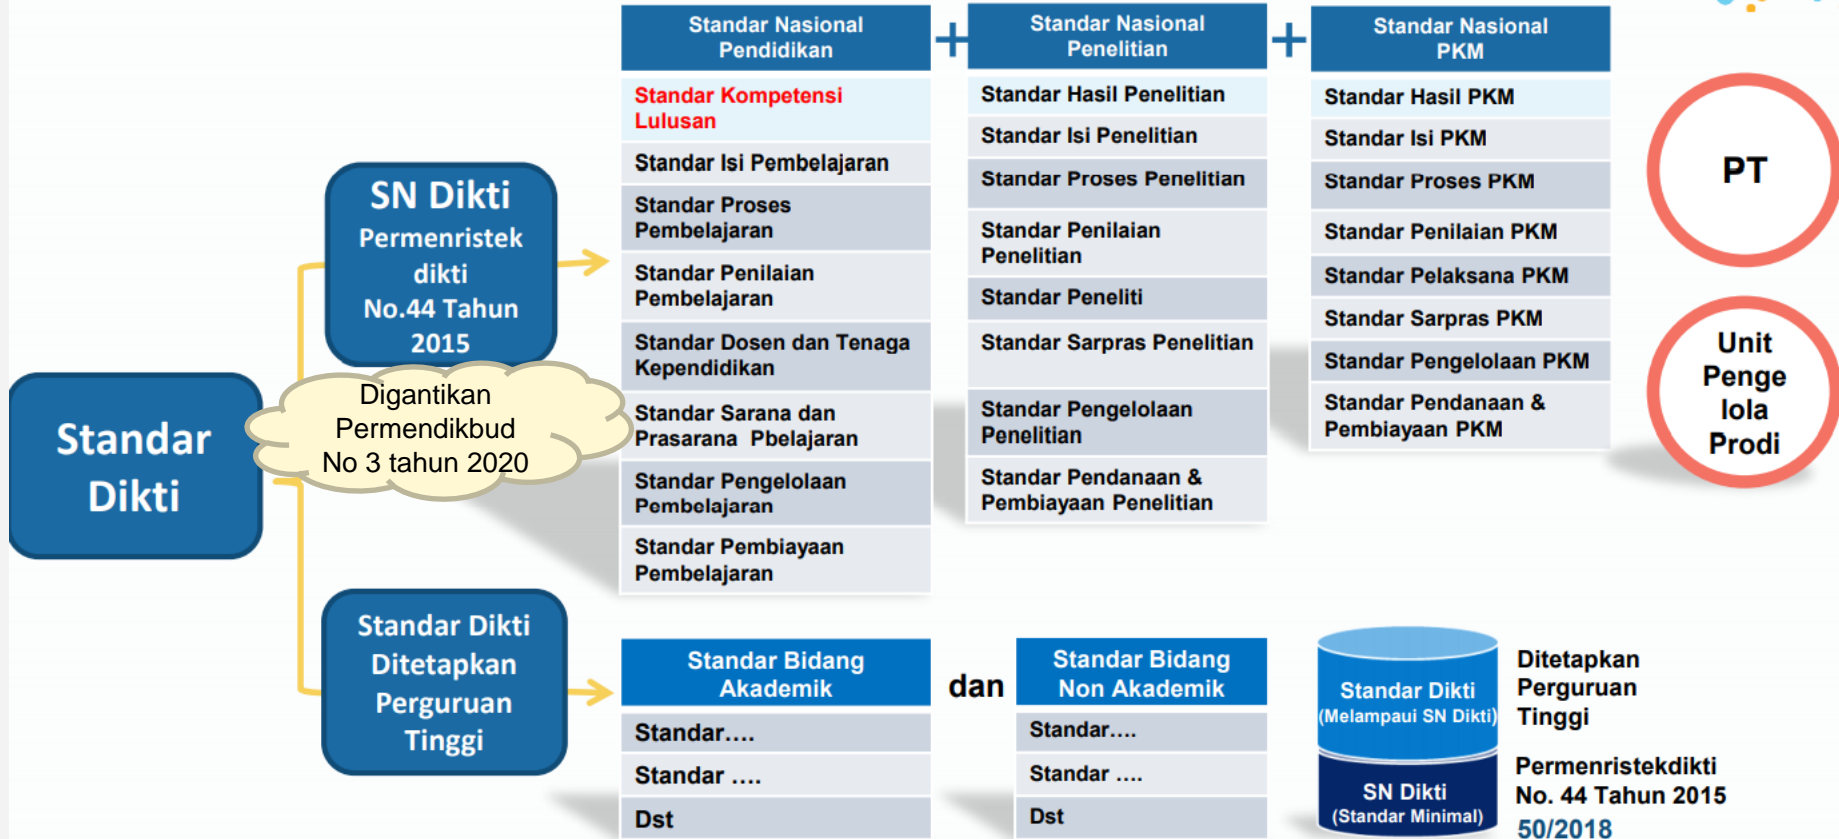 Standar
Dikti
SN Dikti
Permenristek
dikti
No.44 Tahun
2015
Digantikan
Permendikbud
No 3 tahun 2020
Standar Nasional
Pendidikan
Standar Kompetensi
Lulusan
Standar Isi Pembelajaran
Standar Proses
Pembelajaran
Standar Penilaian
Pembelajaran
Standar Dosen dan Tenaga
Kependidikan
Standar Sarana dan
Prasarana Pbelajaran
Standar Pengelolaan
Pembelajaran
Standar Pembiayaan
Pembelajaran
+
Standar Nasional
Penelitian
Standar Hasil Penelitian
Standar Isi Penelitian
Standar Proses Penelitian
Standar Penilaian
Penelitian
Standar Peneliti
Standar Sarpras Penelitian
Standar Pengelolaan
Penelitian
Standar Pendanaan &
Pembiayaan Penelitian
+
Standar Nasional
PKM
Standar Hasil PKM
Standar Isi PKM
Standar Proses PKM
Standar Penilaian PKM
Standar Pelaksana PKM
Standar Sarpras PKM
Standar Pengelolaan PKM
Standar Pendanaan &
Pembiayaan PKM
PT
Unit
Penge
lola
Prodi
Standar Dikti
Ditetapkan
Perguruan
Tinggi
Standar Bidang
Akademik
Standar....
Standar ....
Dst
dan
Standar Bidang
Non Akademik
Standar....
Standar ....
Dst
Standar Dikti
(Melampaui SN Dikti)
Ditetapkan
Perguruan
Tinggi
SN Dikti
(Standar Minimal)
Permenristekdikti
No. 44 Tahun 2015
50/2018